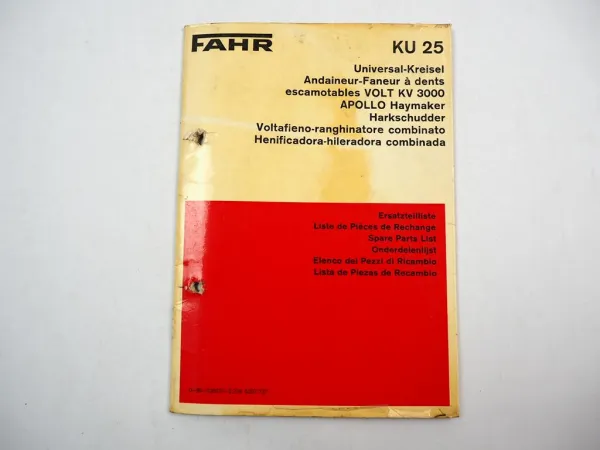 FAHR
KU 25
Universal-Kreisel
Andaineur-Faneur à dents
escamotables VOLT KV 3000
APOLLO Haymaker
Harkschudder
Voltafieno-ranghinatore combinato
Henificadora-hileradora combinada
Ersatzteilliste
Liste de Pièces de Rechange
Spare Parts List
Onderdelenlijst
Elenco dei Pezzi di Ricambio
Lista de Piezas de Recambio